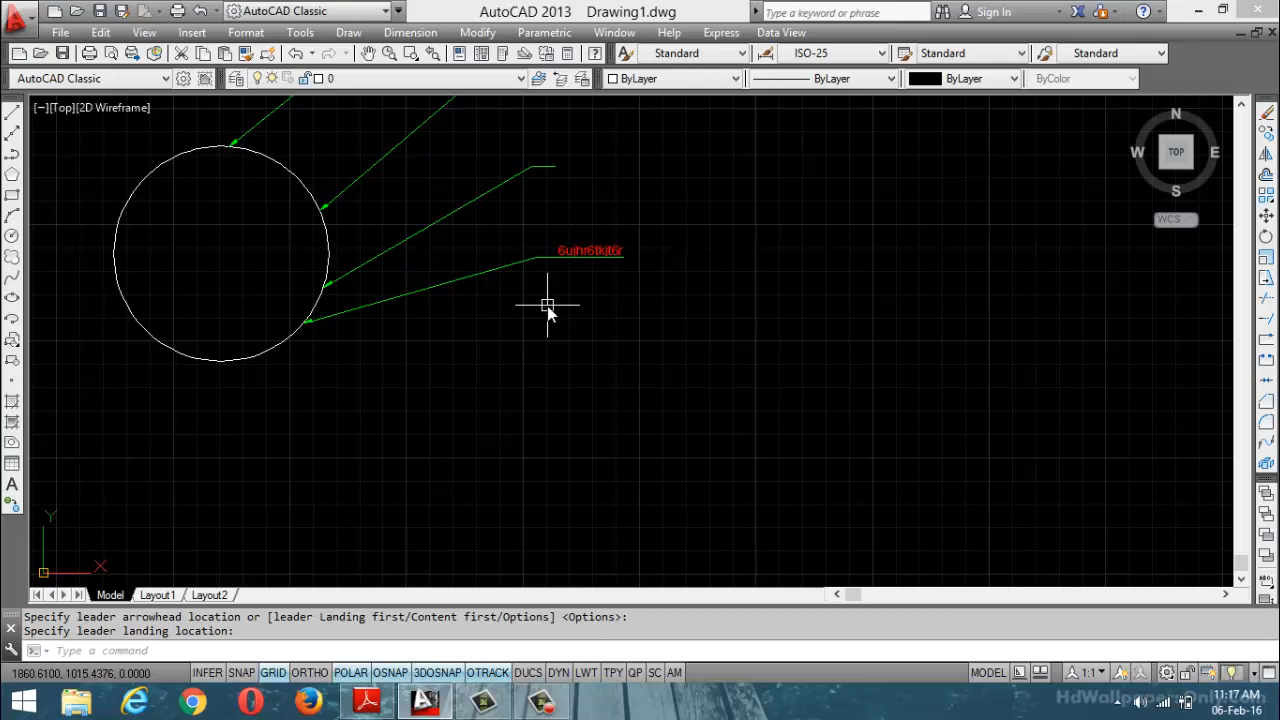 AutoCAD Classic
AutoCAD 2013 Drawing1.dwg
Type a keyword or phrase
Sign In
File Edit View Insert Format Tools Draw Dimension Modify Parametric Window Help Express Data View
Standard ISO-25 Standard Standard
AutoCAD Classic 0 ByLayer ByLayer ByLayer ByColor
[−][Top][2D Wireframe]
N
W TOP E
S
WCS
6ujhr6tkjt6r
Y
X
Model Layout1 Layout2
Specify leader arrowhead location or [leader Landing first/Content first/Options] <Options>:
Specify leader landing location:
Type a command
1860.6100, 1015.4376, 0.0000 INFER SNAP GRID ORTHO POLAR OSNAP 3DOSNAP OTRACK DUCS DYN LWT TPY QP SC AM MODEL 1:1
HdWallpapersOnly.com
11:17 AM
06-Feb-16